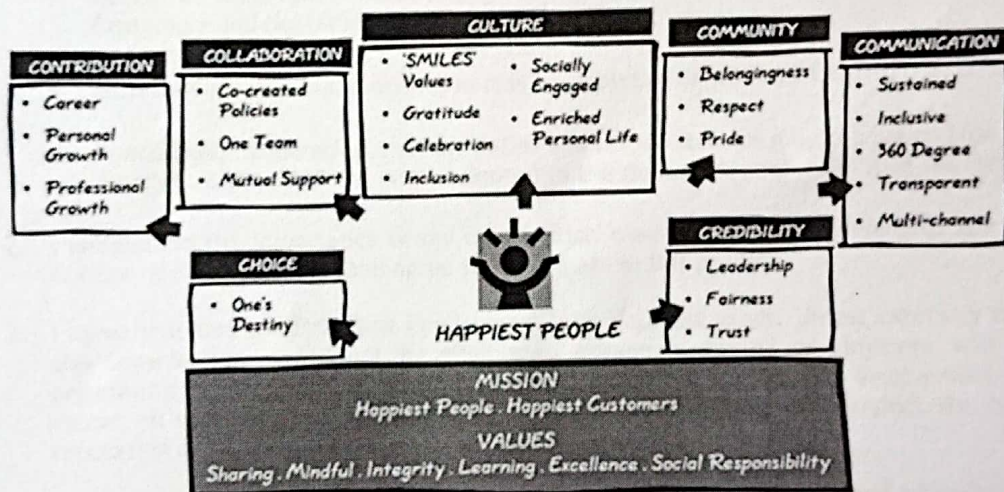 CONTRIBUTION
• Career
• Personal
Growth
• Professional
Growth
COLLABORATION
• Co-created
Policies
• One Team
• Mutual Support
CULTURE
• 'SMILES'
Values
• Gratitude
• Celebration
• Inclusion
• Socially
Engaged
• Enriched
Personal Life
COMMUNITY
• Belongingness
• Respect
• Pride
COMMUNICATION
• Sustained
• Inclusive
• 360 Degree
• Transparent
• Multi-channel
CHOICE
• One's
Destiny
HAPPIEST PEOPLE
CREDIBILITY
• Leadership
• Fairness
• Trust
MISSION
Happiest People . Happiest Customers
VALUES
Sharing . Mindful . Integrity . Learning . Excellence . Social Responsibility